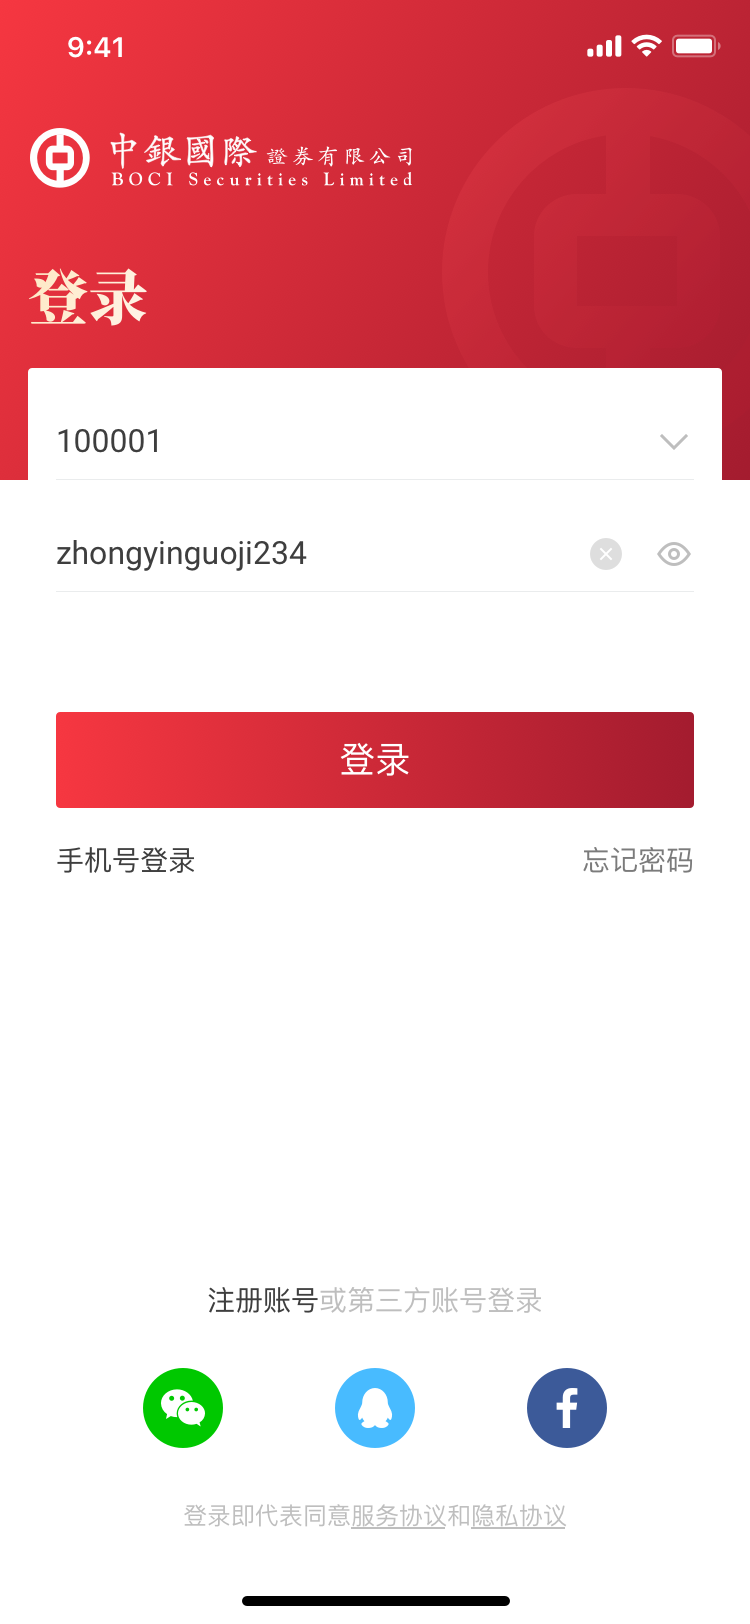 9:41
中銀國際 證券有限公司
BOCI Securities Limited
登录
100001
zhongyinguoji234
登录
手机号登录
忘记密码
注册账号或第三方账号登录
登录即代表同意服务协议和隐私协议